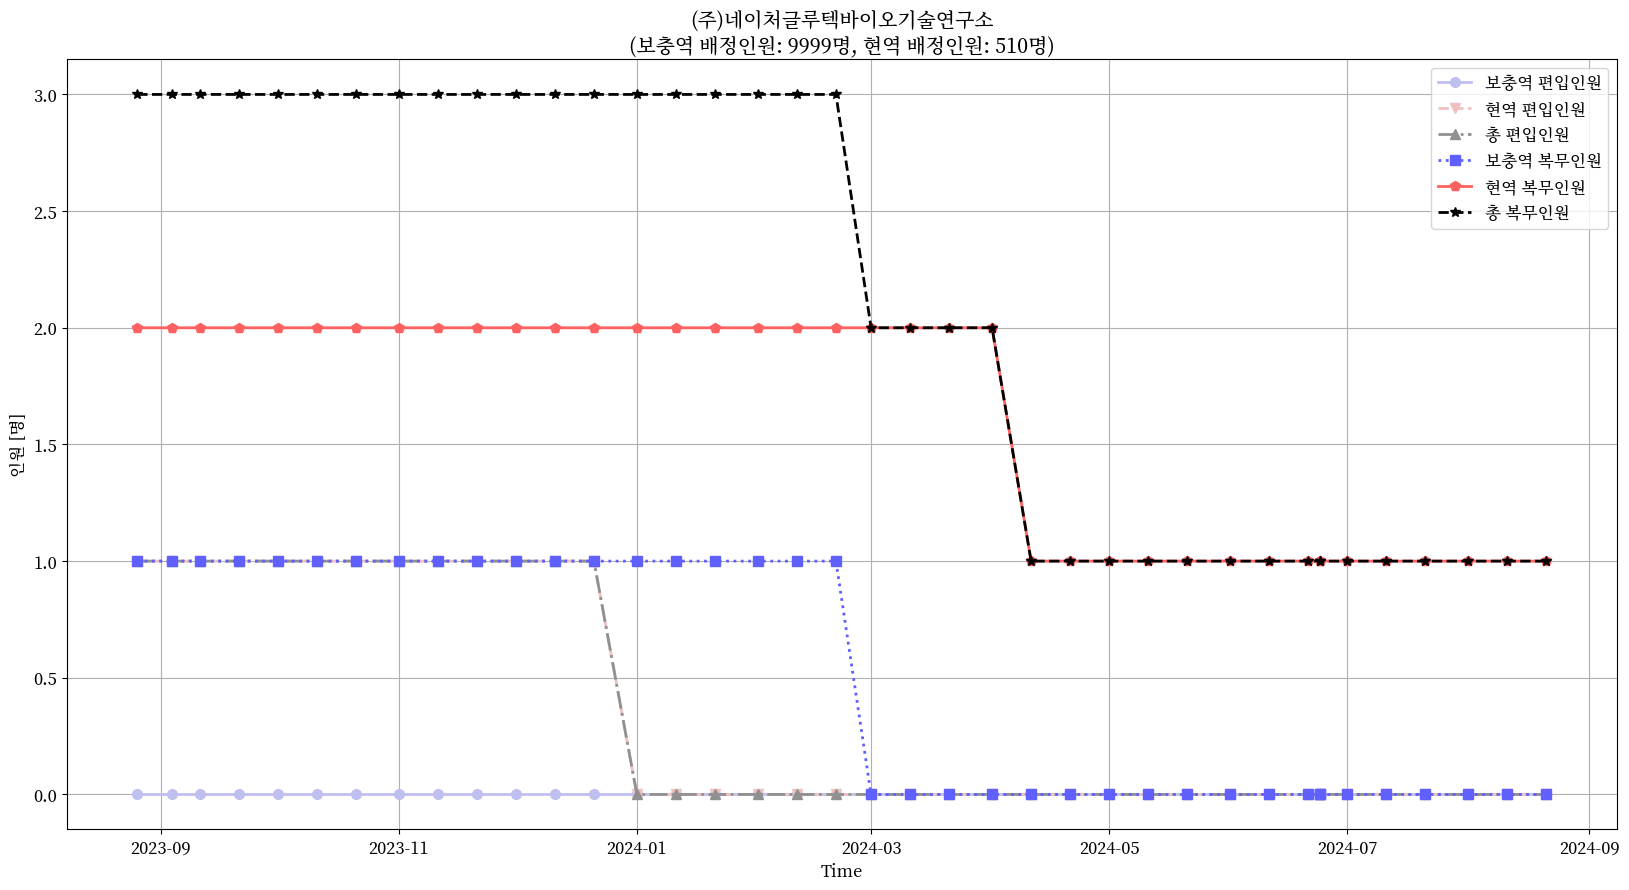 (주)네이처글루텍바이오기술연구소
(보충역 배정인원: 9999명, 현역 배정인원: 510명)
보충역 편입인원
현역 편입인원
총 편입인원
보충역 복무인원
현역 복무인원
총 복무인원
3.0
2.5
2.0
1.5
1.0
0.5
0.0
인원 [명]
2023-09 2023-11 2024-01 2024-03 2024-05 2024-07 2024-09
Time